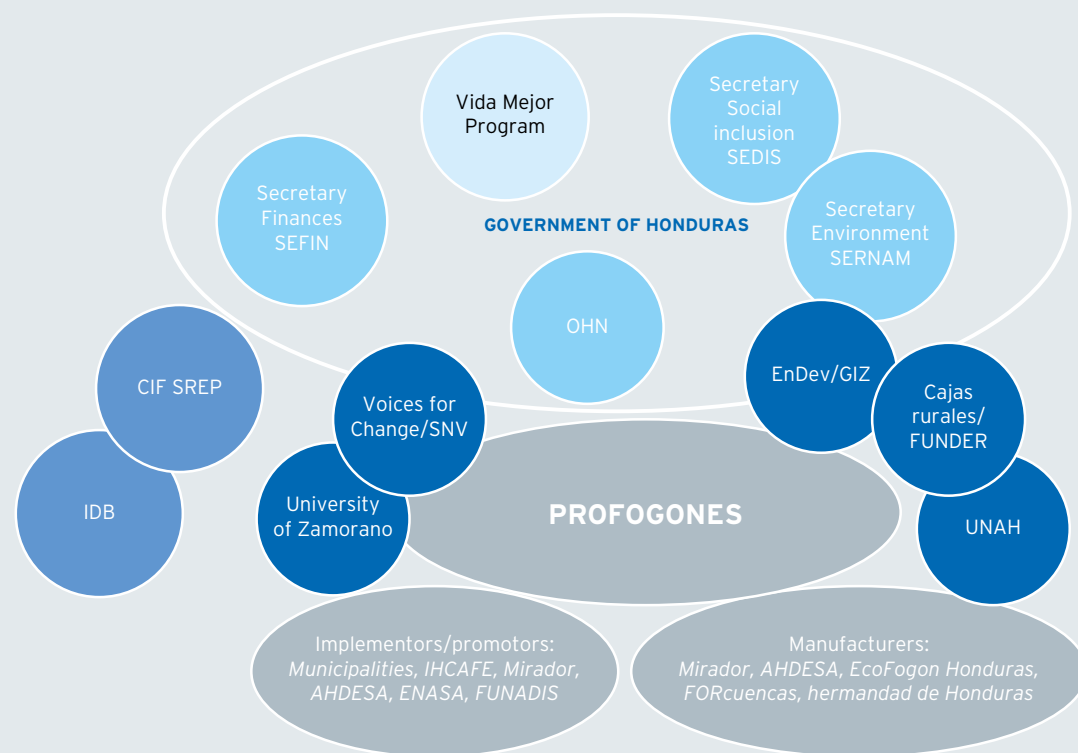 Vida Mejor
Program
Secretary
Social
inclusion
SEDIS
Secretary
Finances
SEFIN
GOVERNMENT OF HONDURAS
Secretary
Environment
SERNAM
OHN
CIF SREP
Voices for
Change/SNV
EnDev/GIZ
Cajas
rurales/
FUNDER
IDB
University
of Zamorano
PROFOGONES
UNAH
Implementors/promotors:
Municipalities, IHCAFE, Mirador,
AHDESA, ENASA, FUNADIS
Manufacturers:
Mirador, AHDESA, EcoFogon Honduras,
FORcuencas, hermandad de Honduras